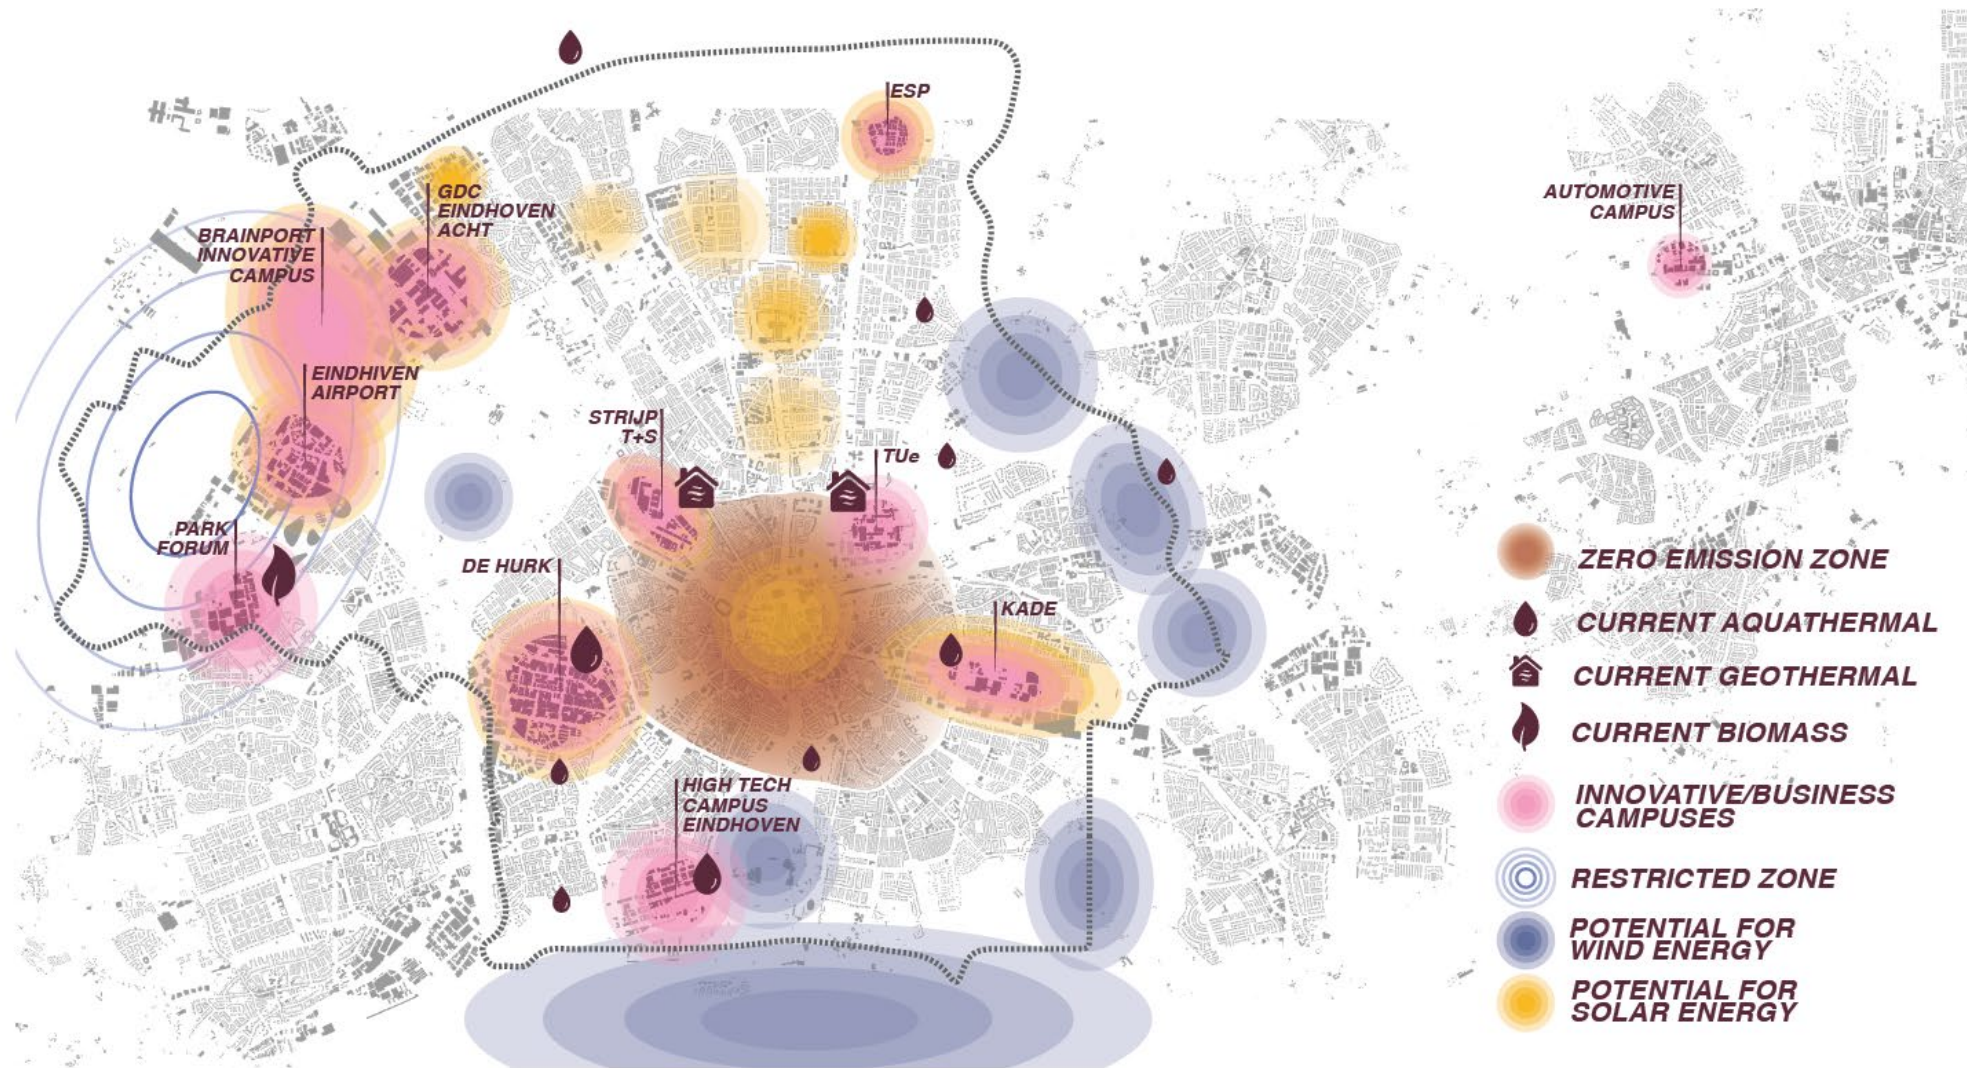 ESP
GDC
EINDHOVEN
ACHT
AUTOMOTIVE
CAMPUS
BRAINPORT
INNOVATIVE
CAMPUS
EINDHIVEN
AIRPORT
STRIJP
T+S
TUe
PARK
FORUM
DE HURK
KADE
HIGH TECH
CAMPUS
EINDHOVEN
ZERO EMISSION ZONE
CURRENT AQUATHERMAL
CURRENT GEOTHERMAL
CURRENT BIOMASS
INNOVATIVE/BUSINESS
CAMPUSES
RESTRICTED ZONE
POTENTIAL FOR
WIND ENERGY
POTENTIAL FOR
SOLAR ENERGY